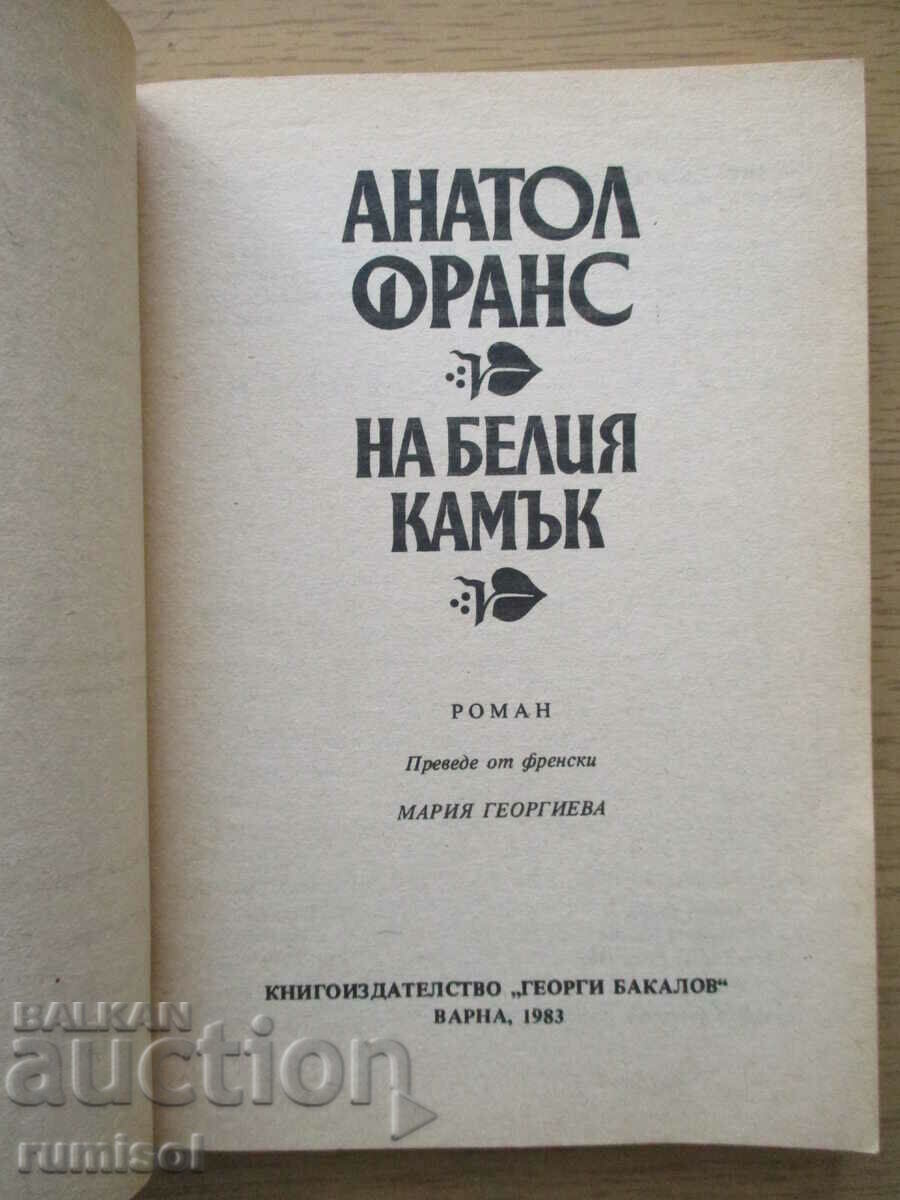 АНАТОЛ
ФРАНС
НА БЕЛИЯ
КАМЪК
РОМАН
Преведе от френски
МАРИЯ ГЕОРГИЕВА
КНИГОИЗДАТЕЛСТВО „ГЕОРГИ БАКАЛОВ“
ВАРНА, 1983
BALKAN
auction
rumisol